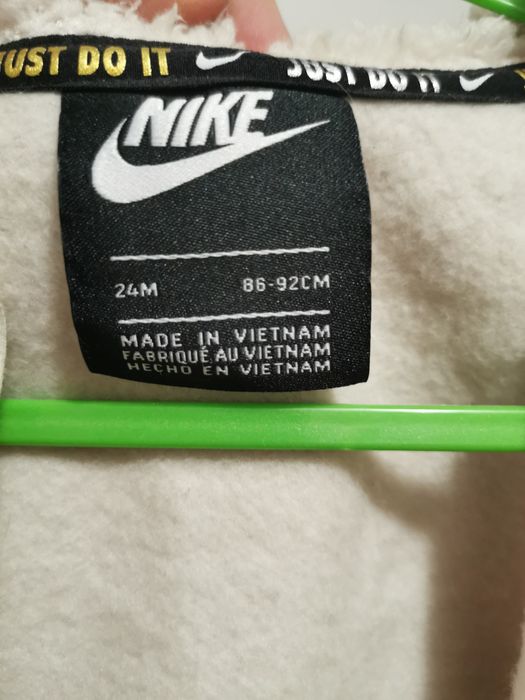 JUST DO IT JUST DO IT
NIKE
24M 86-92CM
MADE IN VIETNAM
FABRIQUÉ AU VIETNAM
HECHO EN VIETNAM